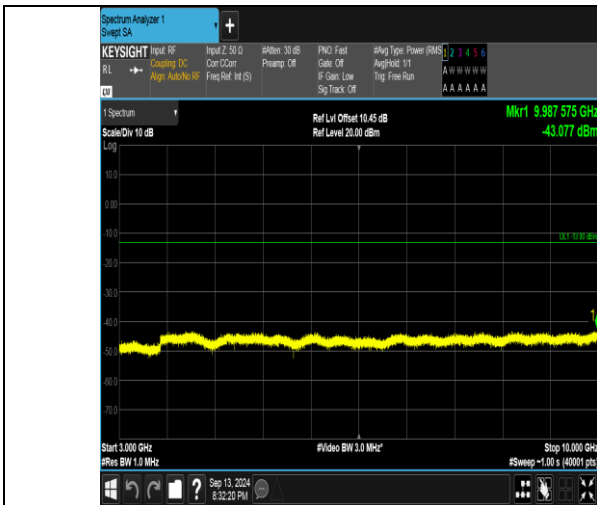 Spectrum Analyzer 1
Swept SA
+
KEYSIGHT Input: RF Input Z: 50 Ω #Atten: 30 dB PNO: Fast #Avg Type: Power (RMS 1 2 3 4 5 6
RL Coupling: DC Corr CCorr Preamp: Off Gate: Off Avg|Hold: 1/1 A W W W W W
Align: Auto/No RF Freq Ref: Int (S) IF Gain: Low Trig: Free Run
LXI Sig Track: Off A A A A A A
1 Spectrum Ref Lvl Offset 10.45 dB Mkr1 9.987 575 GHz
Scale/Div 10 dB Ref Level 20.00 dBm -43.077 dBm
Log
10.0
0.00
-10.0
DL1 -13.00 dBm
-20.0
-30.0
1
-40.0
-50.0
-60.0
-70.0
Start 3.000 GHz #Video BW 3.0 MHz* Stop 10.000 GHz
#Res BW 1.0 MHz #Sweep ~1.00 s (40001 pts)
? Sep 13, 2024
8:32:20 PM